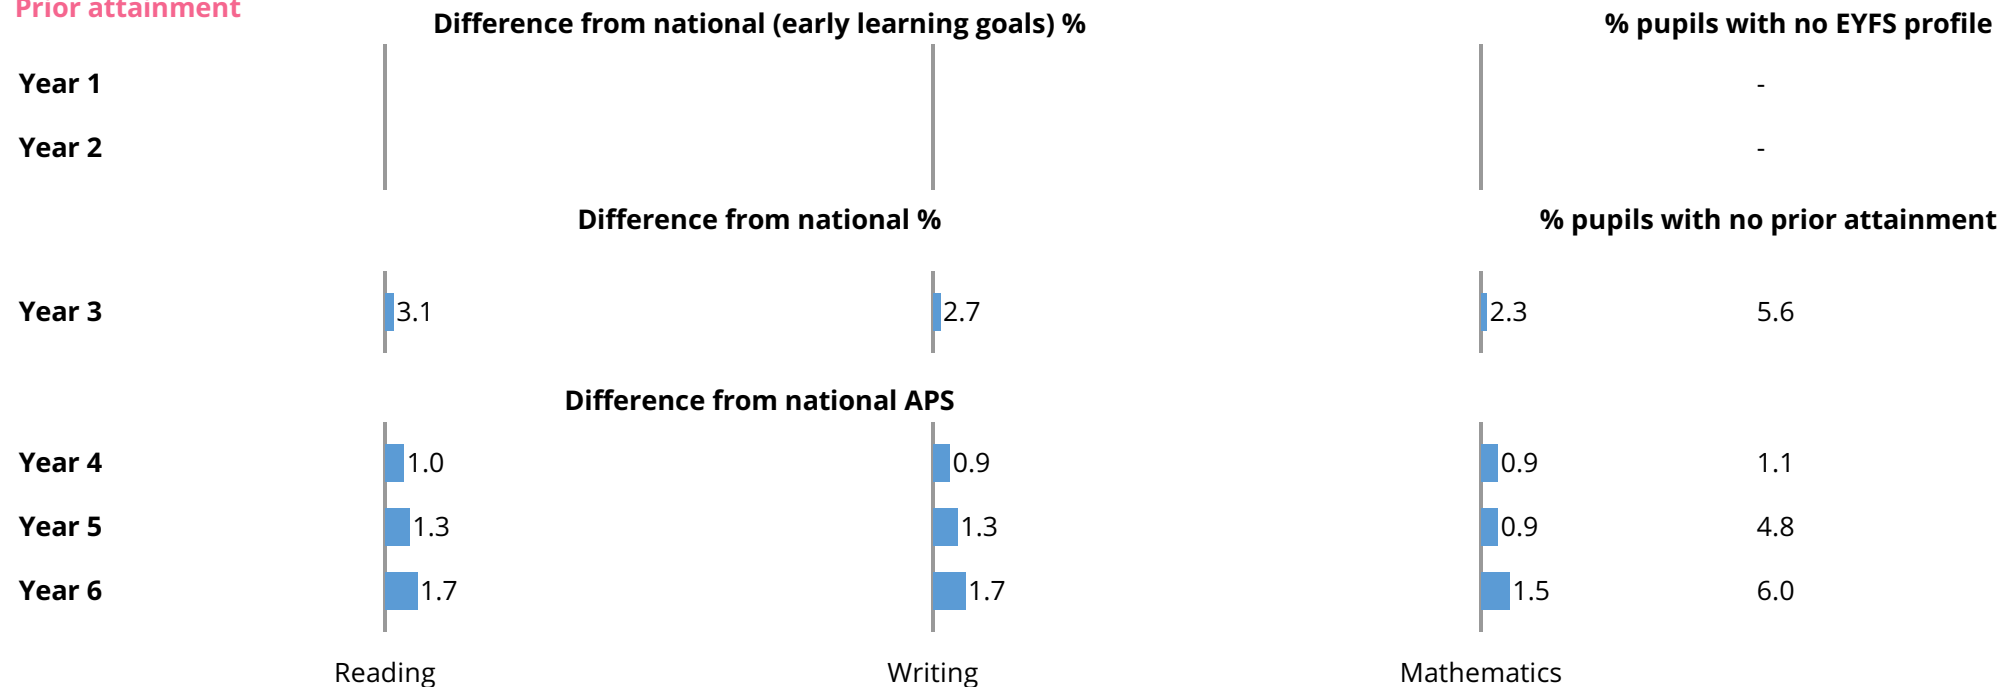 Prior attainment
Difference from national (early learning goals) % % pupils with no EYFS profile
Year 1 -
Year 2 -
Difference from national % % pupils with no prior attainment
Year 3 3.1 2.7 2.3 5.6
Difference from national APS
Year 4 1.0 0.9 0.9 1.1
Year 5 1.3 1.3 0.9 4.8
Year 6 1.7 1.7 1.5 6.0
Reading Writing Mathematics